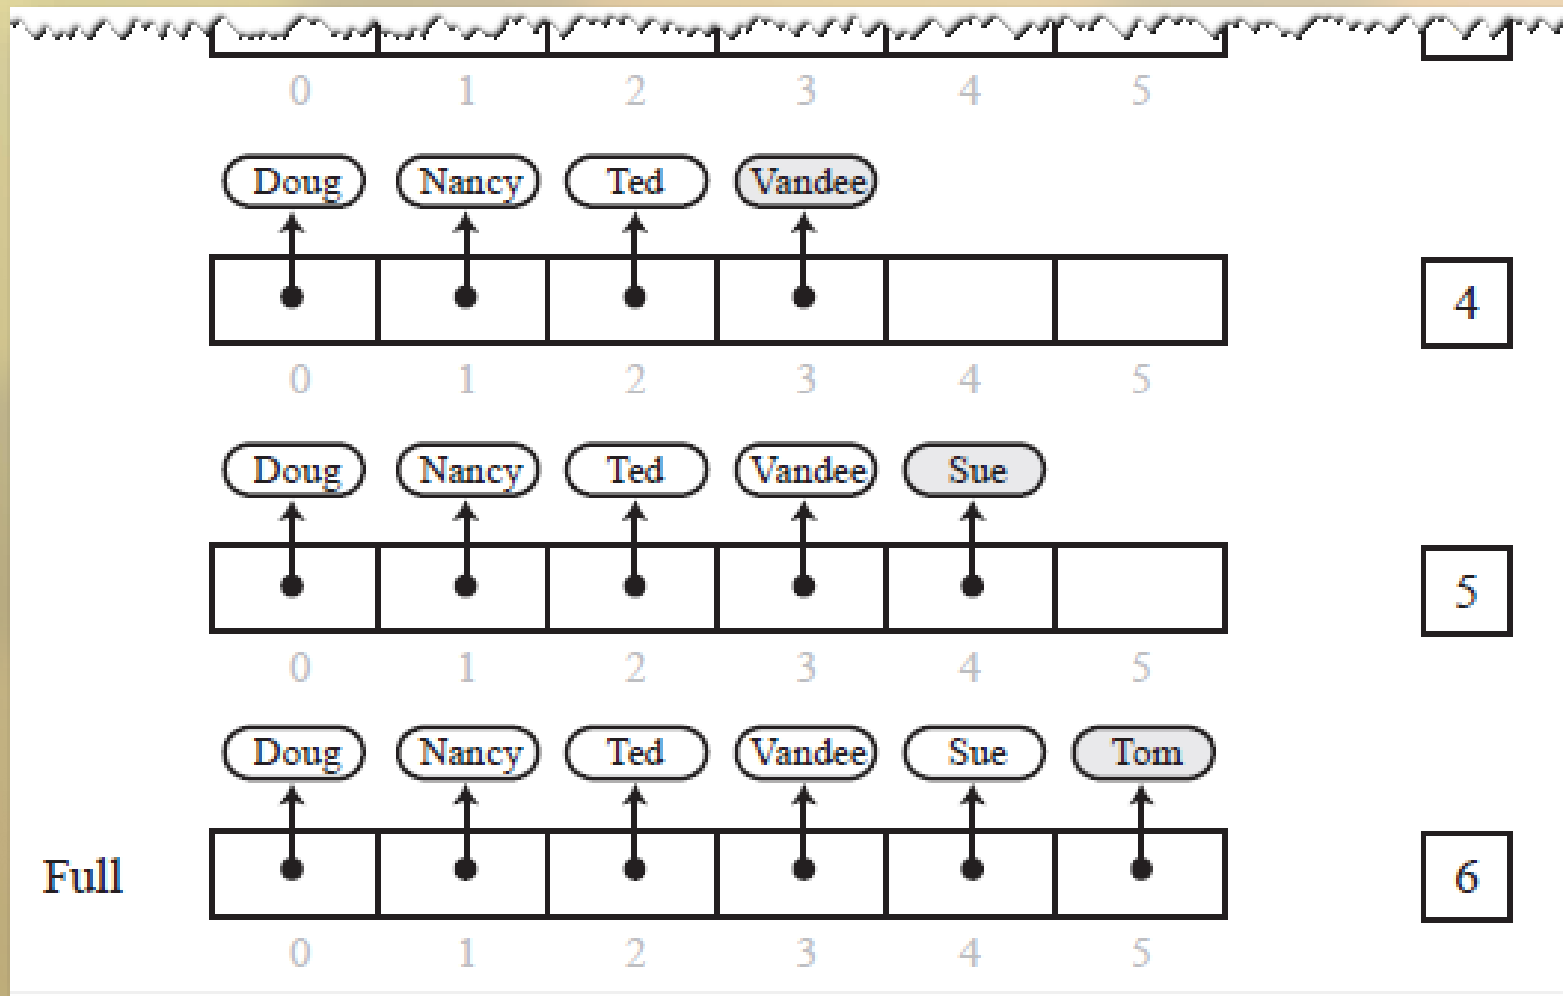 0 1 2 3 4 5
Doug Nancy Ted Vandee
4
0 1 2 3 4 5
Doug Nancy Ted Vandee Sue
5
0 1 2 3 4 5
Doug Nancy Ted Vandee Sue Tom
Full 6
0 1 2 3 4 5